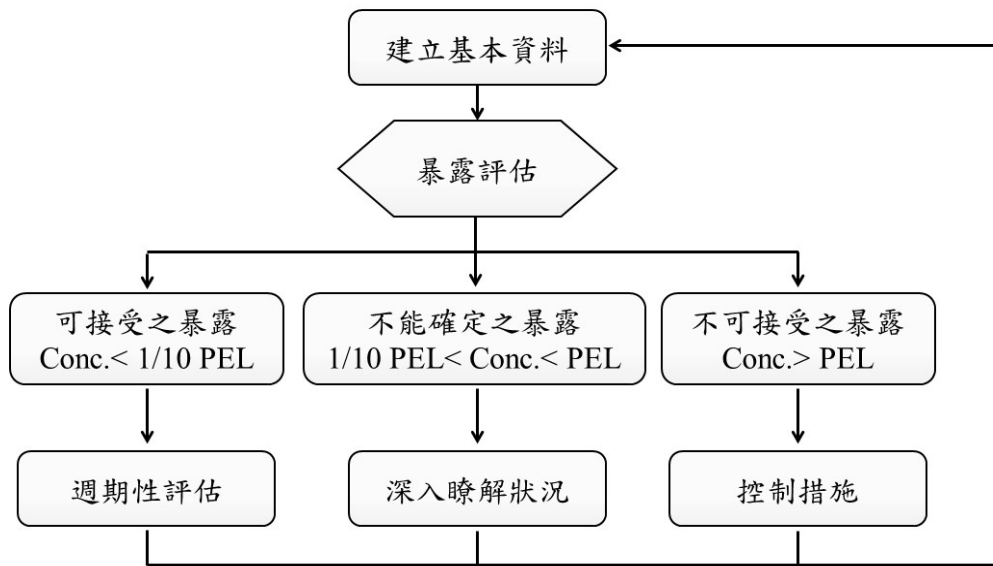 建立基本資料
暴露評估
可接受之暴露
Conc.< 1/10 PEL
不能確定之暴露
1/10 PEL< Conc.< PEL
不可接受之暴露
Conc.> PEL
週期性評估
深入瞭解狀況
控制措施